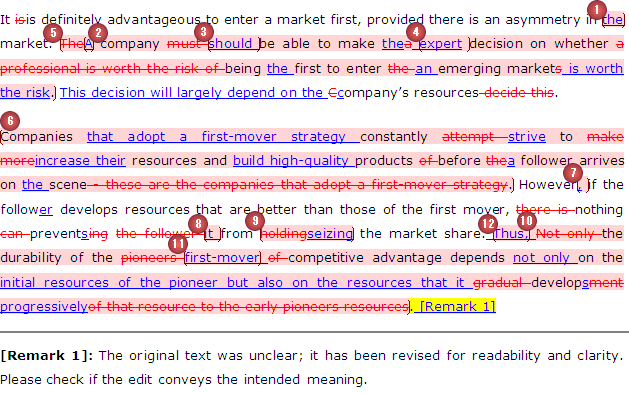 1
It isis definitely advantageous to enter a market first, provided there is an asymmetry in the
5 2 3 4
market. TheA company must should be able to make thea expert decision on whether a
professional is worth the risk of being the first to enter the an emerging markets is worth
the risk. This decision will largely depend on the Ccompany's resources decide this.
6
Companies that adopt a first-mover strategy constantly attempt strive to make
moreincrease their resources and build high-quality products of before thea follower arrives
7
on the scene - these are the companies that adopt a first-mover strategy. However, if the
follower develops resources that are better than those of the first mover, there is nothing
8 9 12 10
can preventsing the follower it from holdingseizing the market share. Thus, Not only the
11
durability of the pioneers first-mover of competitive advantage depends not only on the
initial resources of the pioneer but also on the resources that it gradual developsment
progressivelyof that resource to the early pioneers resources. [Remark 1]
[Remark 1]: The original text was unclear; it has been revised for readability and clarity.
Please check if the edit conveys the intended meaning.